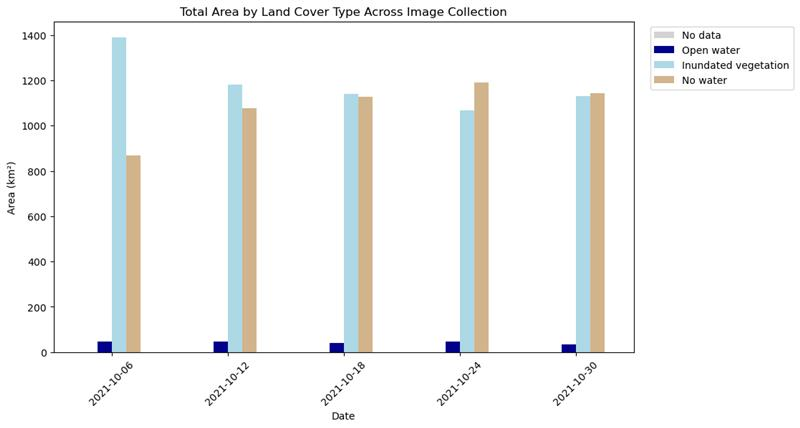 Total Area by Land Cover Type Across Image Collection
No data
Open water
Inundated vegetation
No water
1400
1200
1000
800
600
400
200
0
Area (km²)
2021-10-06
2021-10-12
2021-10-18
2021-10-24
2021-10-30
Date